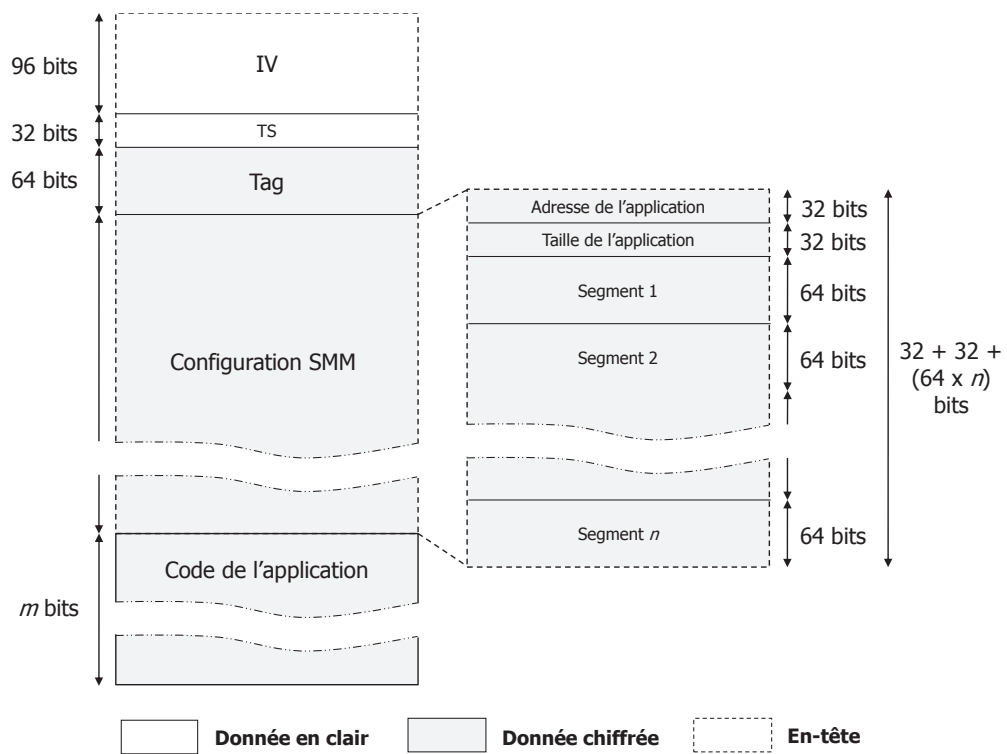 96 bits
IV
32 bits
TS
64 bits
Tag
Adresse de l'application
32 bits
Taille de l'application
32 bits
Segment 1
64 bits
Configuration SMM
Segment 2
64 bits
32 + 32 +
(64 x n)
bits
Segment n
64 bits
Code de l'application
m bits
Donnée en clair
Donnée chiffrée
En-tête